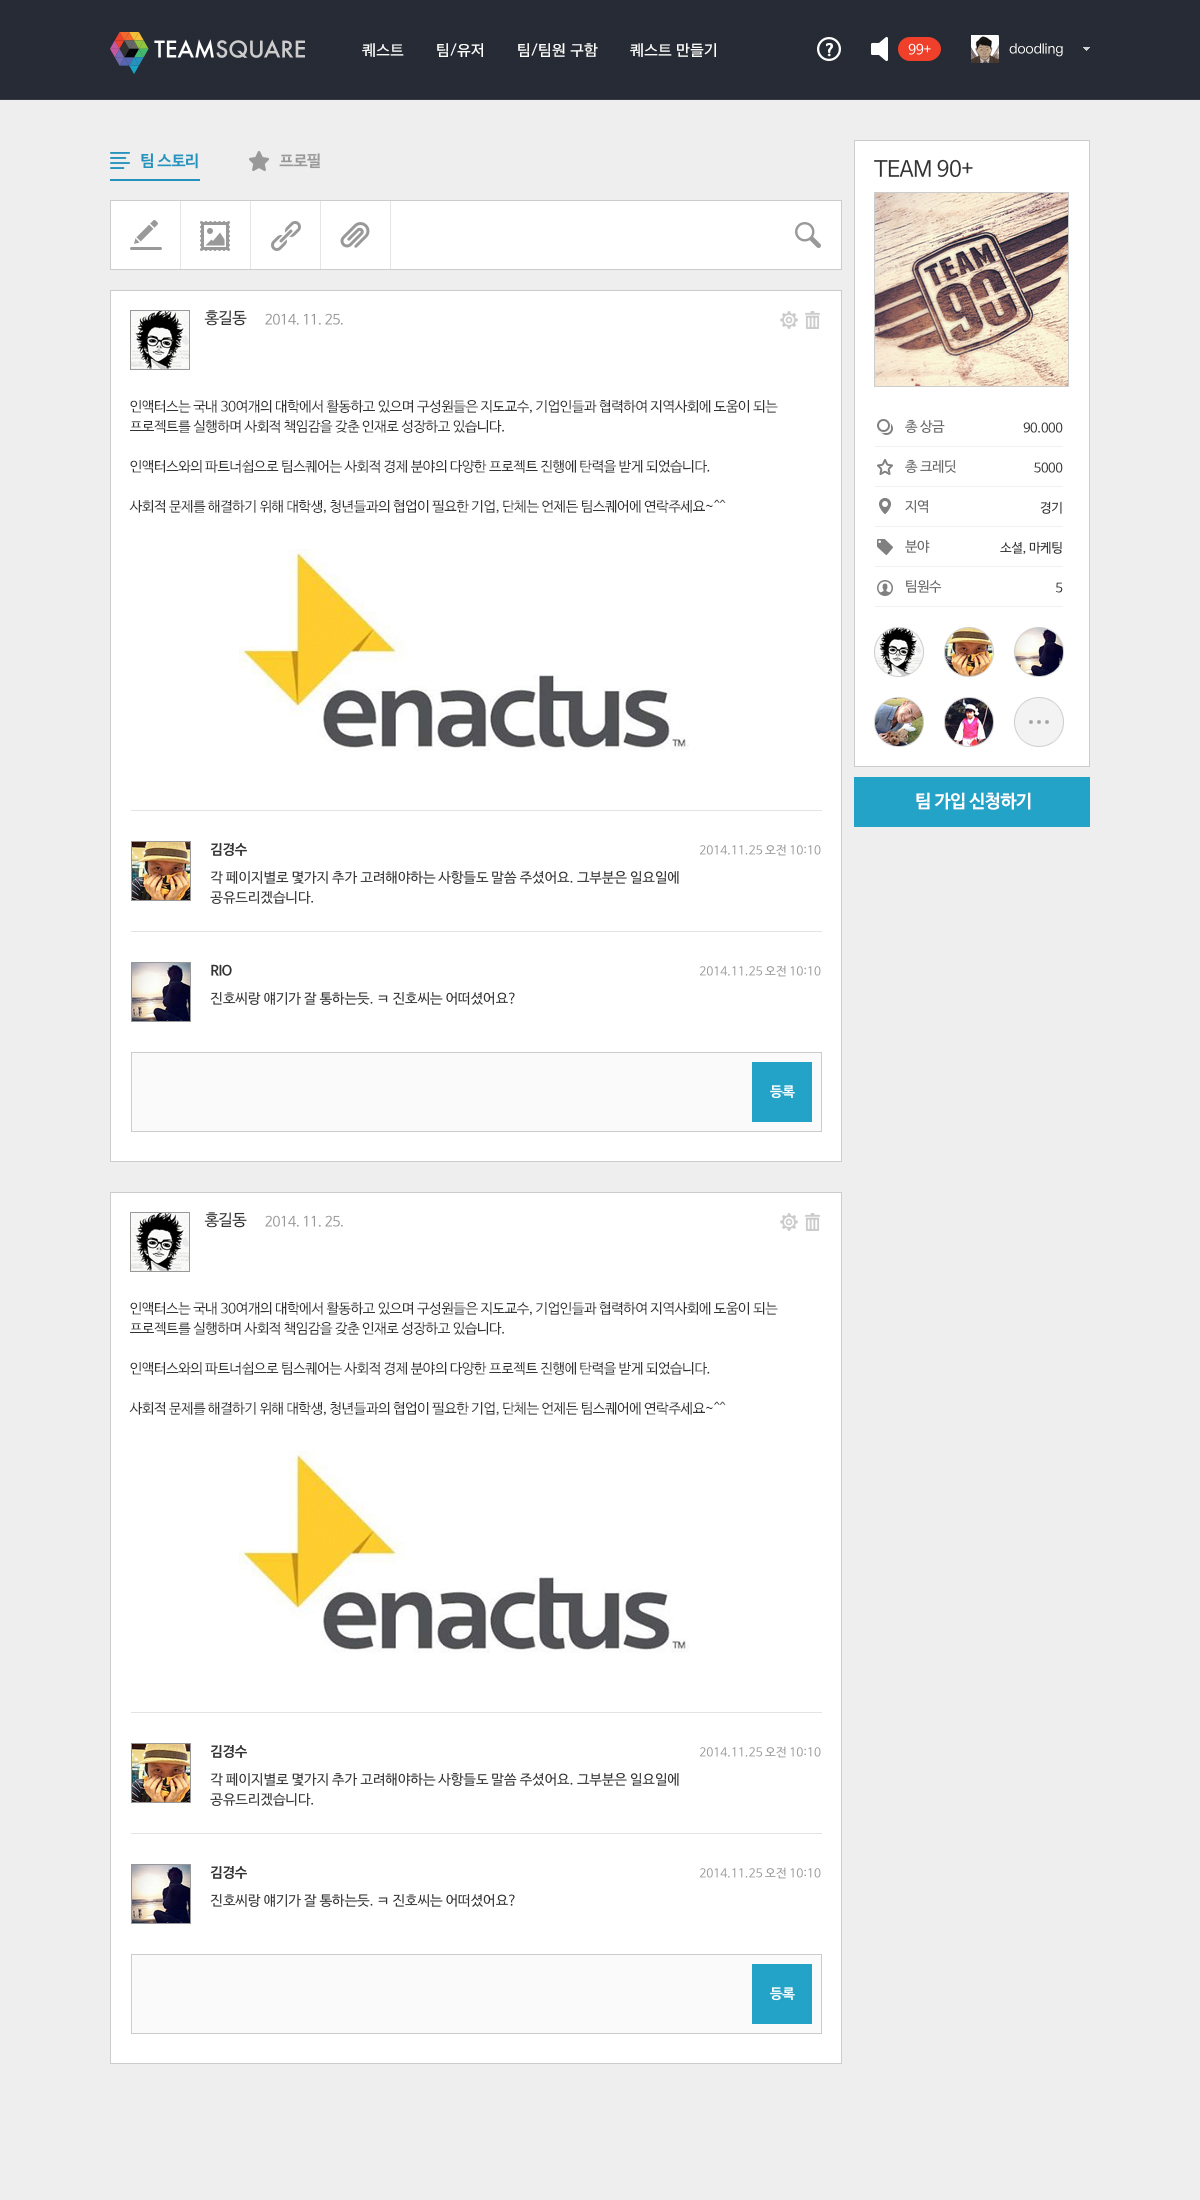 TEAMSQUARE 퀘스트 팀/유저 팀/팀원 구함 퀘스트 만들기 ? 99+ doodling
팀 스토리 프로필
홍길동 2014. 11. 25.
인액터스는 국내 30여개의 대학에서 활동하고 있으며 구성원들은 지도교수, 기업인들과 협력하여 지역사회에 도움이 되는
프로젝트를 실행하며 사회적 책임감을 갖춘 인재로 성장하고 있습니다.
인액터스와의 파트너쉽으로 팀스퀘어는 사회적 경제 분야의 다양한 프로젝트 진행에 탄력을 받게 되었습니다.
사회적 문제를 해결하기 위해 대학생, 청년들과의 협업이 필요한 기업, 단체는 언제든 팀스퀘어에 연락주세요~^^
enactus™
김경수 2014.11.25 오전 10:10
각 페이지별로 몇가지 추가 고려해야하는 사항들도 말씀 주셨어요. 그부분은 일요일에
공유드리겠습니다.
RIO 2014.11.25 오전 10:10
진호씨랑 얘기가 잘 통하는듯. ㅋ 진호씨는 어떠셨어요?
등록
홍길동 2014. 11. 25.
인액터스는 국내 30여개의 대학에서 활동하고 있으며 구성원들은 지도교수, 기업인들과 협력하여 지역사회에 도움이 되는
프로젝트를 실행하며 사회적 책임감을 갖춘 인재로 성장하고 있습니다.
인액터스와의 파트너쉽으로 팀스퀘어는 사회적 경제 분야의 다양한 프로젝트 진행에 탄력을 받게 되었습니다.
사회적 문제를 해결하기 위해 대학생, 청년들과의 협업이 필요한 기업, 단체는 언제든 팀스퀘어에 연락주세요~^^
enactus™
김경수 2014.11.25 오전 10:10
각 페이지별로 몇가지 추가 고려해야하는 사항들도 말씀 주셨어요. 그부분은 일요일에
공유드리겠습니다.
김경수 2014.11.25 오전 10:10
진호씨랑 얘기가 잘 통하는듯. ㅋ 진호씨는 어떠셨어요?
등록
TEAM 90+
TEAM
90
총 상금 90.000
총 크레딧 5000
지역 경기
분야 소셜, 마케팅
팀원수 5
팀 가입 신청하기